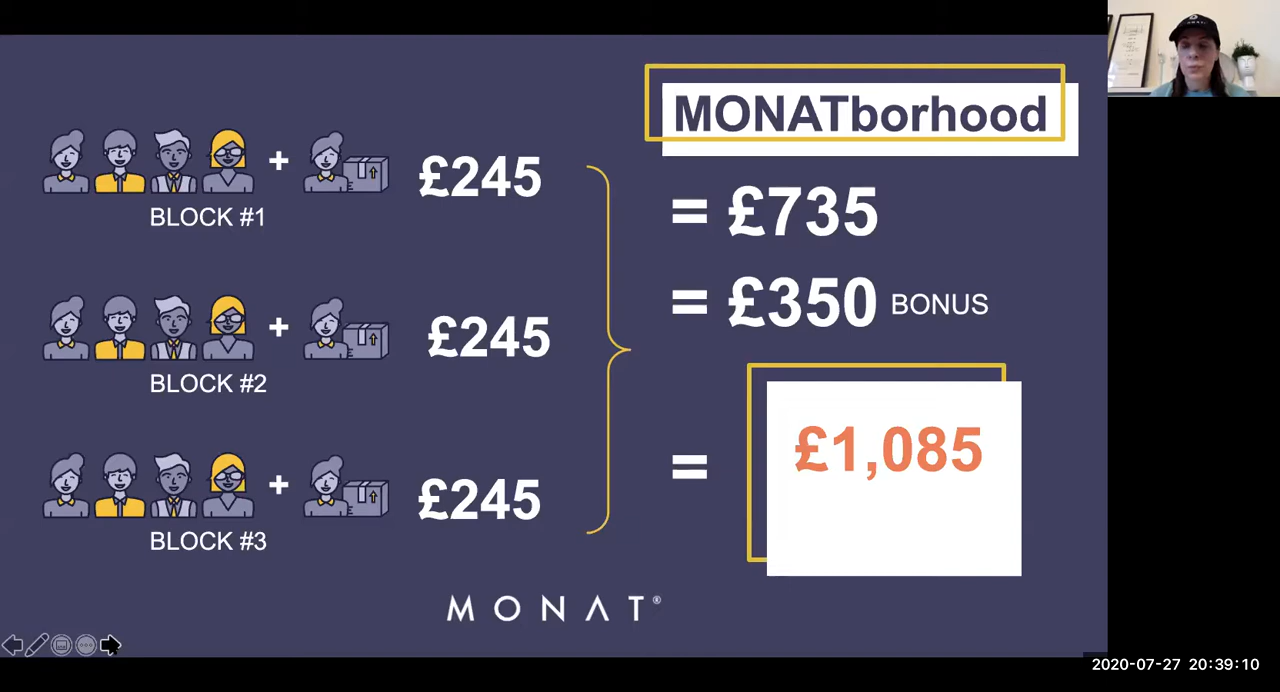 MONATborhood
+ £245
BLOCK #1
= £735
= £350 BONUS
+ £245
BLOCK #2
= £1,085
+ £245
BLOCK #3
MONAT®
2020-07-27 20:39:10